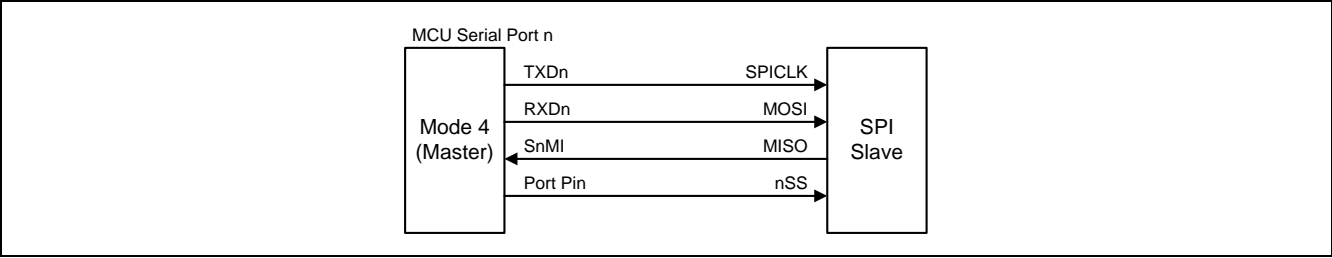 MCU Serial Port n
TXDn SPICLK
RXDn MOSI
Mode 4
(Master)
SPI
Slave
SnMI MISO
Port Pin nSS